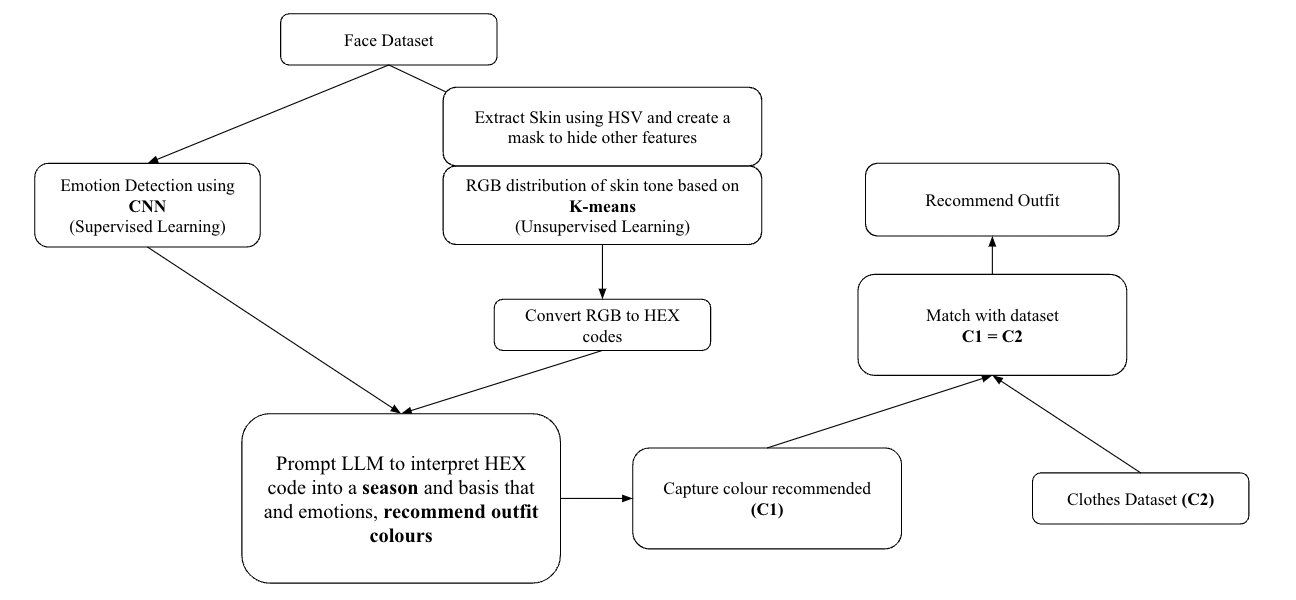 Face Dataset
Extract Skin using HSV and create a
mask to hide other features
Emotion Detection using
CNN
(Supervised Learning)
RGB distribution of skin tone based on
K-means
(Unsupervised Learning)
Recommend Outfit
Convert RGB to HEX
codes
Match with dataset
C1 = C2
Prompt LLM to interpret HEX
code into a season and basis that
and emotions, recommend outfit
colours
Capture colour recommended
(C1)
Clothes Dataset (C2)